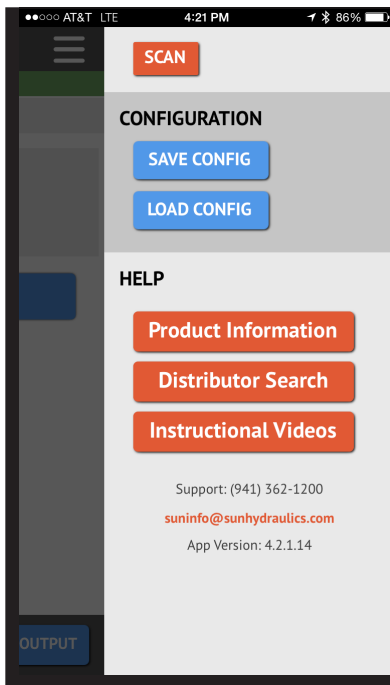 ●●○○○ AT&T LTE 4:21 PM 86%
SCAN
CONFIGURATION
SAVE CONFIG
LOAD CONFIG
HELP
Product Information
Distributor Search
Instructional Videos
Support: (941) 362-1200
suninfo@sunhydraulics.com
App Version: 4.2.1.14
OUTPUT